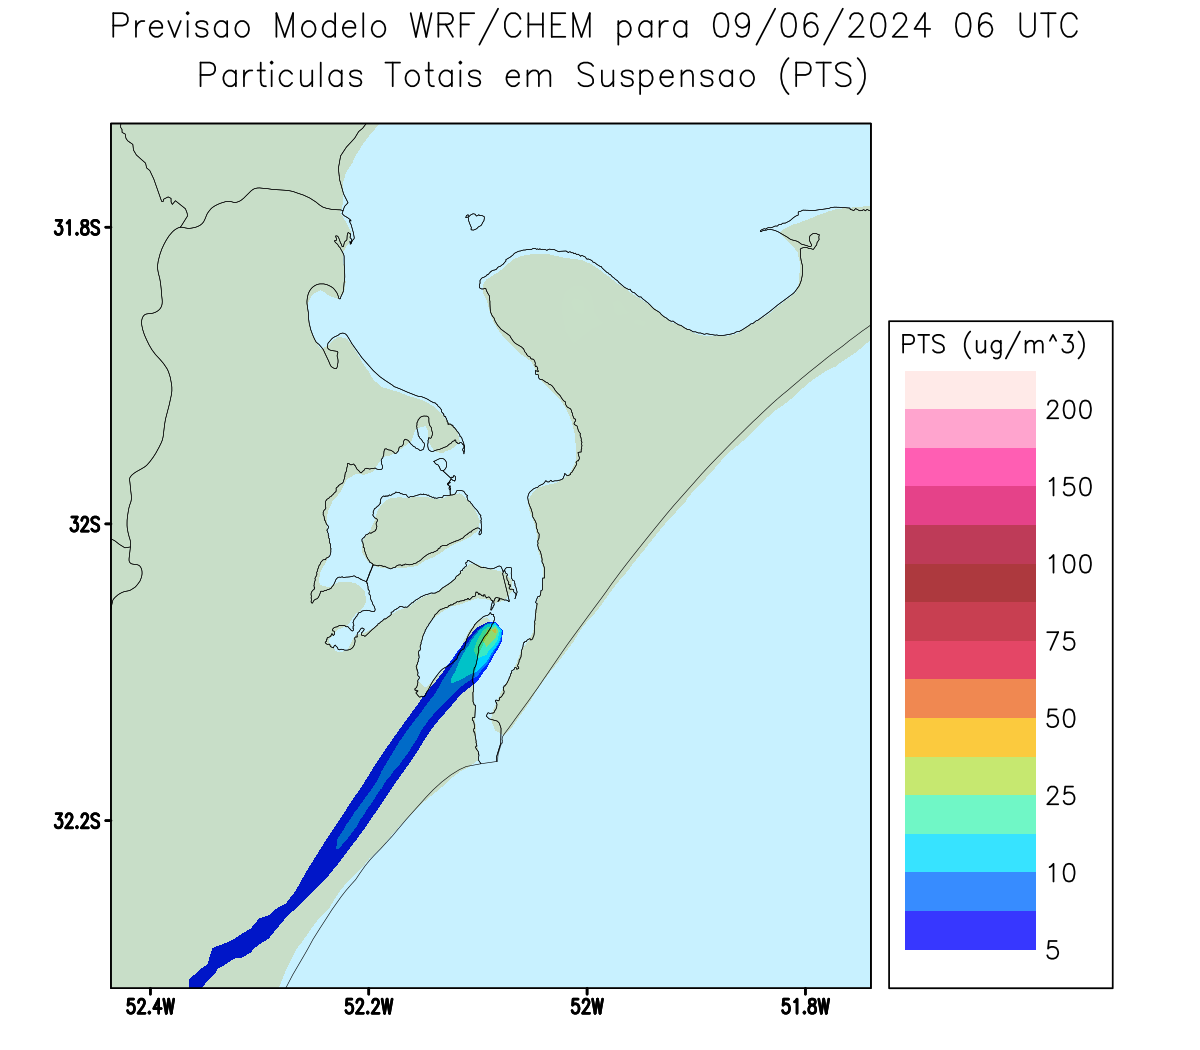 Previsao Modelo WRF/CHEM para 09/06/2024 06 UTC
Particulas Totais em Suspensao (PTS)
31.8S
32S
32.2S
52.4W
52.2W
52W
51.8W
PTS (ug/m^3)
200
150
100
75
50
25
10
5